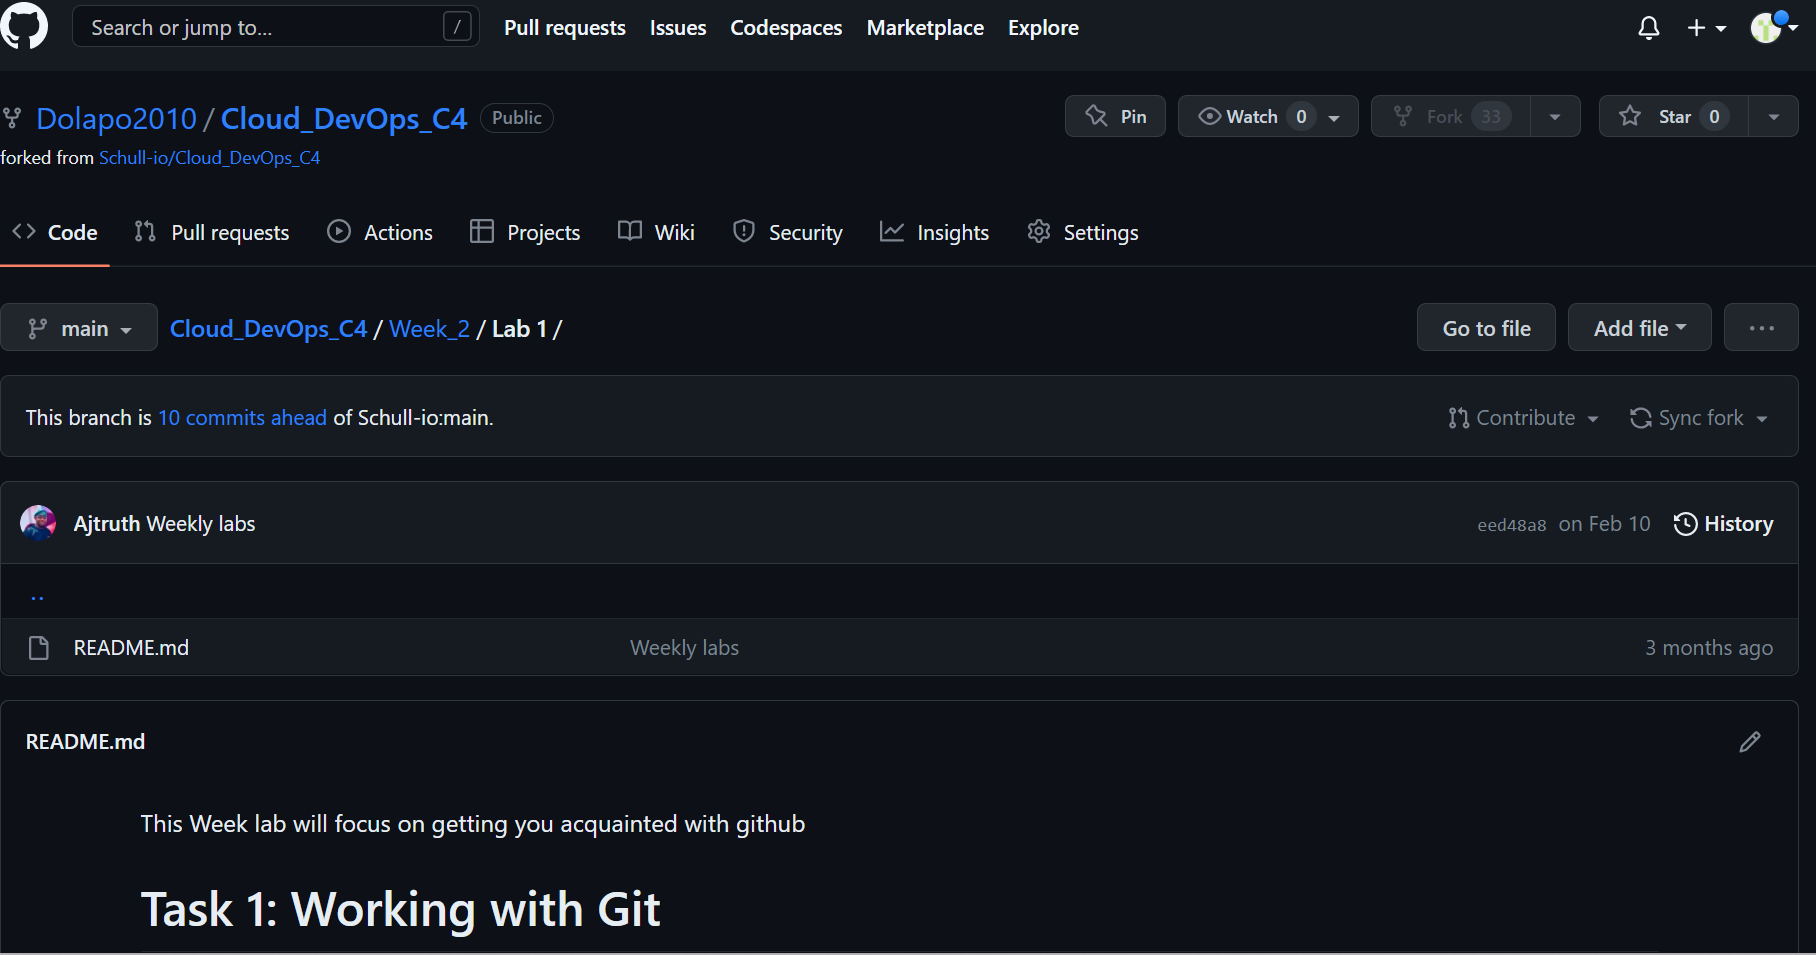 Search or jump to... /
Pull requests Issues Codespaces Marketplace Explore
Dolapo2010 / Cloud_DevOps_C4 Public
Pin Watch 0 Fork 33 Star 0
forked from Schull-io/Cloud_DevOps_C4
Code Pull requests Actions Projects Wiki Security Insights Settings
main Cloud_DevOps_C4 / Week_2 / Lab 1 /
Go to file Add file ...
This branch is 10 commits ahead of Schull-io:main.
Contribute Sync fork
Ajtruth Weekly labs eed48a8 on Feb 10 History
..
README.md Weekly labs 3 months ago
README.md
This Week lab will focus on getting you acquainted with github
Task 1: Working with Git